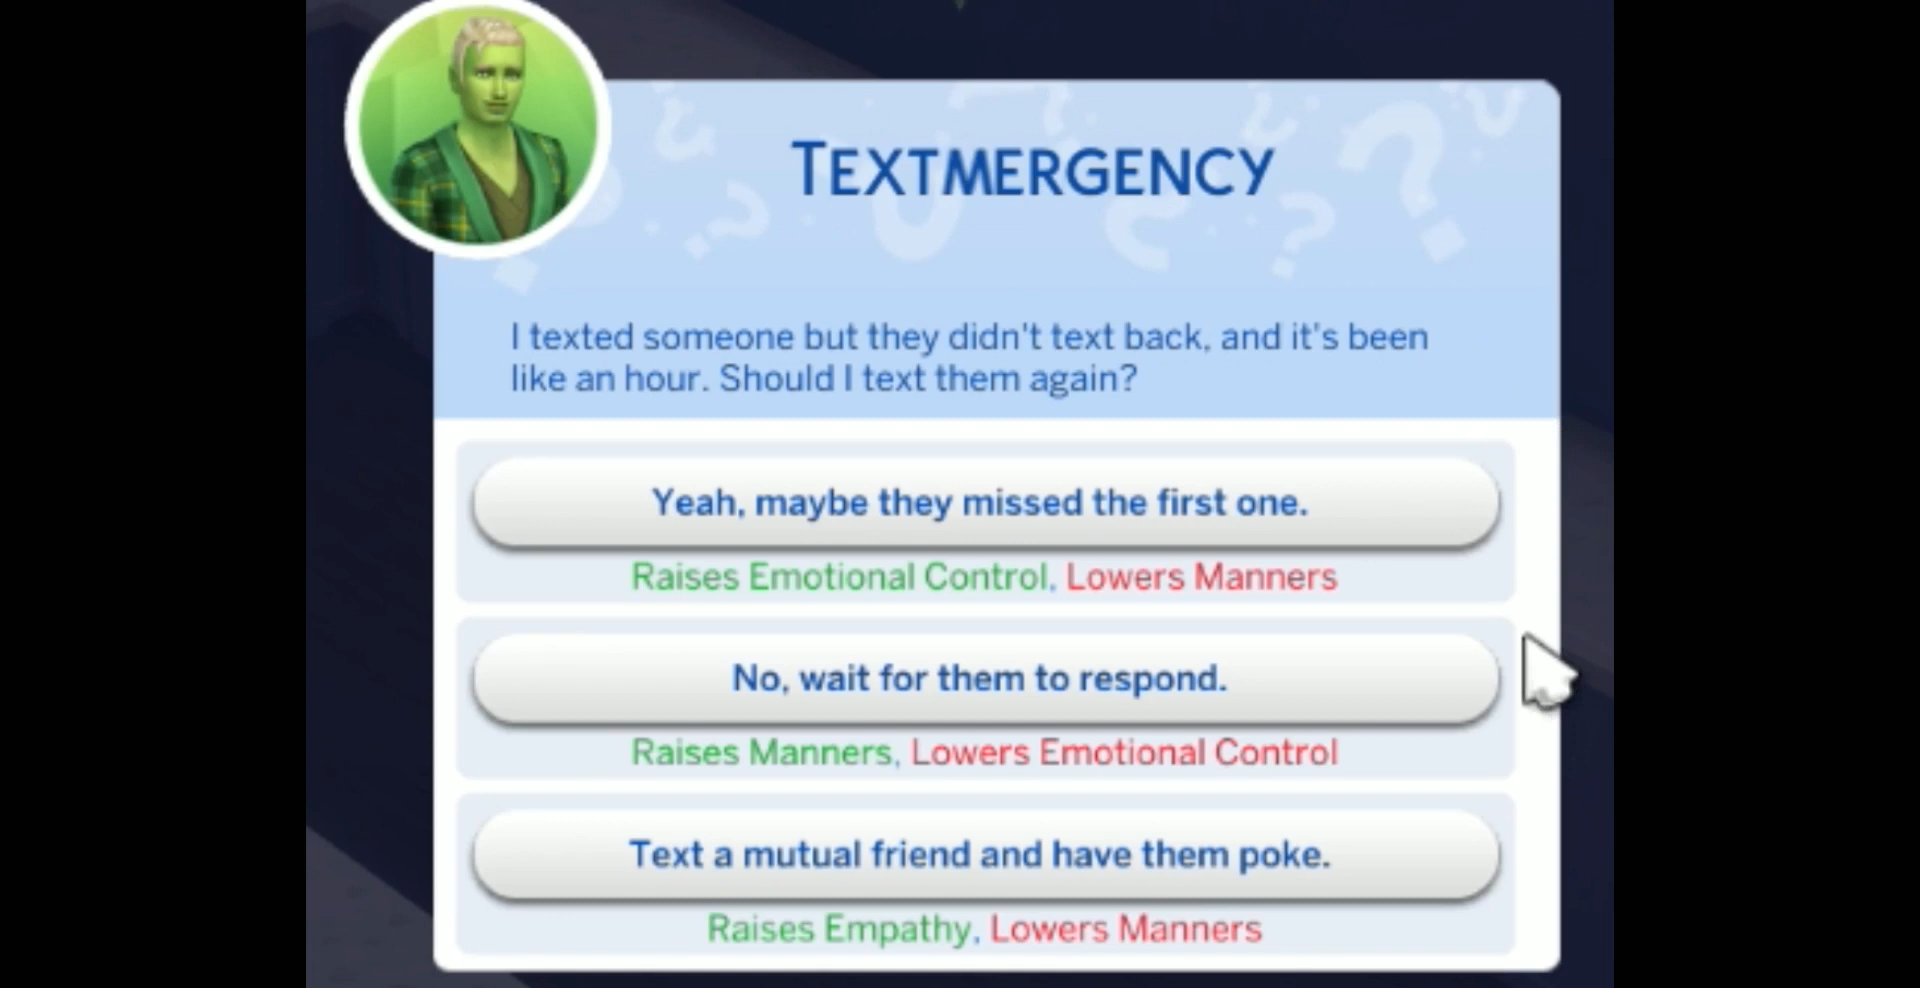 TEXTMERGENCY
I texted someone but they didn't text back, and it's been
like an hour. Should I text them again?
Yeah, maybe they missed the first one.
Raises Emotional Control, Lowers Manners
No, wait for them to respond.
Raises Manners, Lowers Emotional Control
Text a mutual friend and have them poke.
Raises Empathy, Lowers Manners